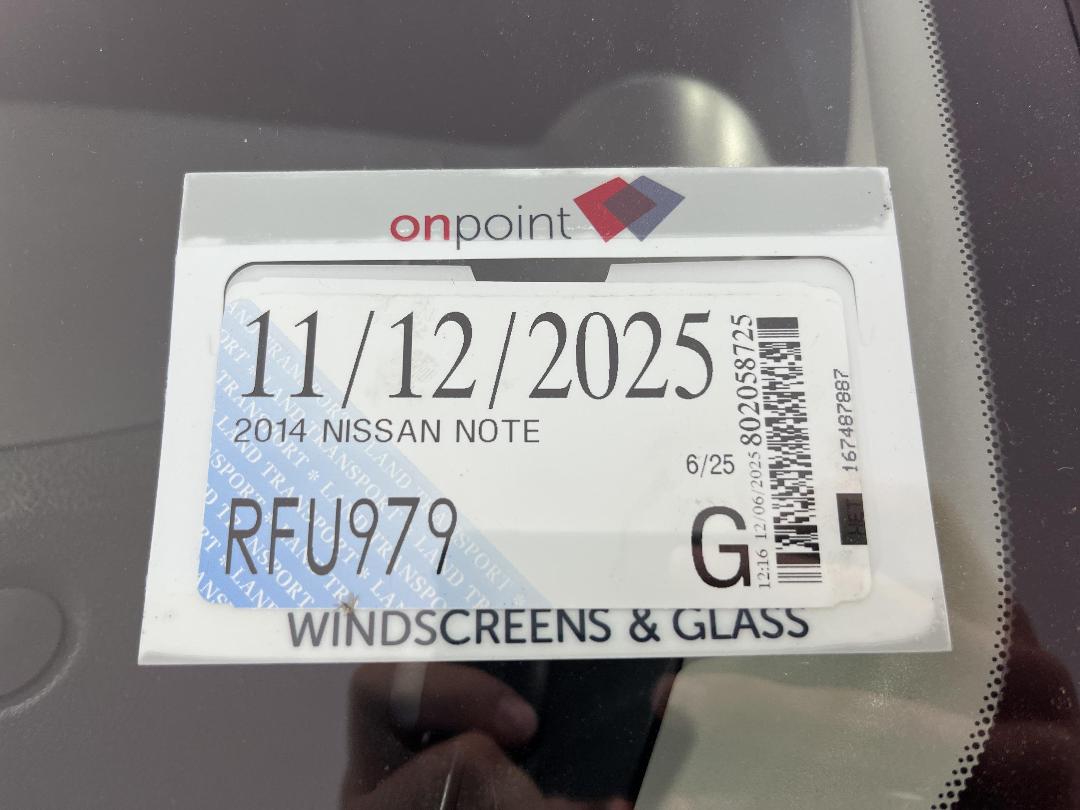 onpoint
11/12/2025
2014 NISSAN NOTE
6/25
RFU979
G
12:16 12/06/2025 802058725
167487887
WINDSCREENS & GLASS